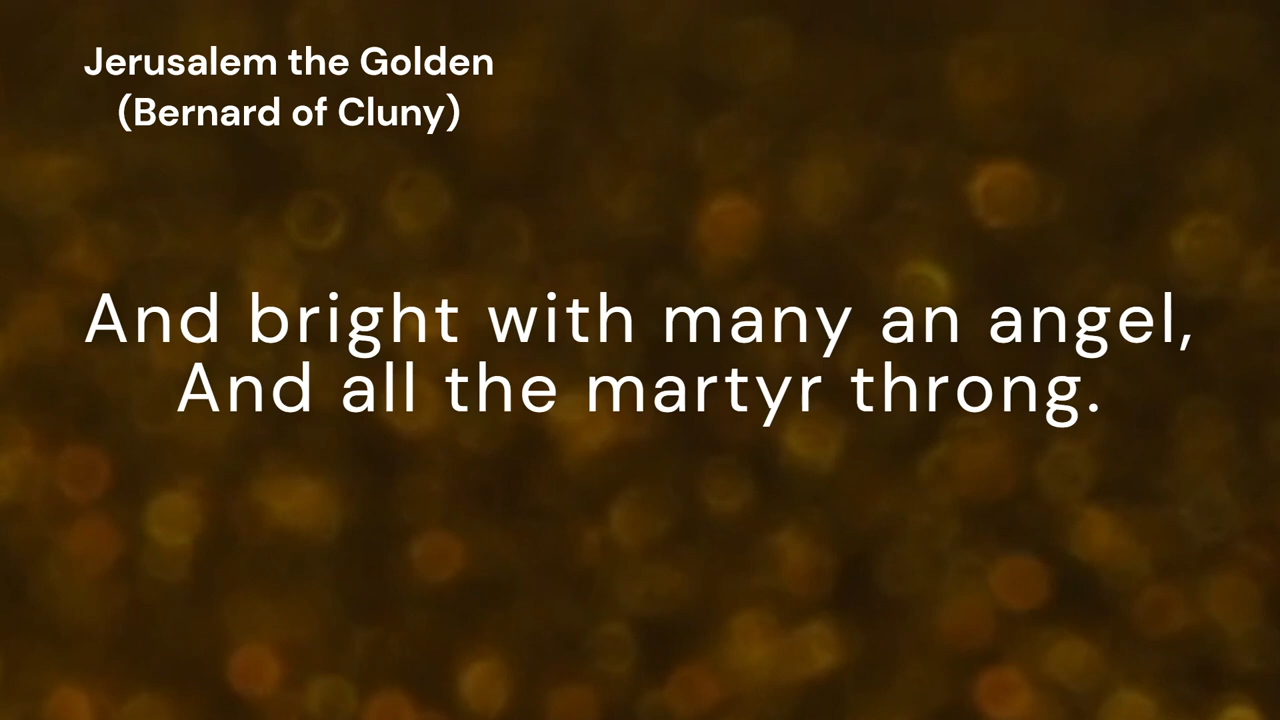 Jerusalem the Golden
(Bernard of Cluny)
And bright with many an angel,
And all the martyr throng.